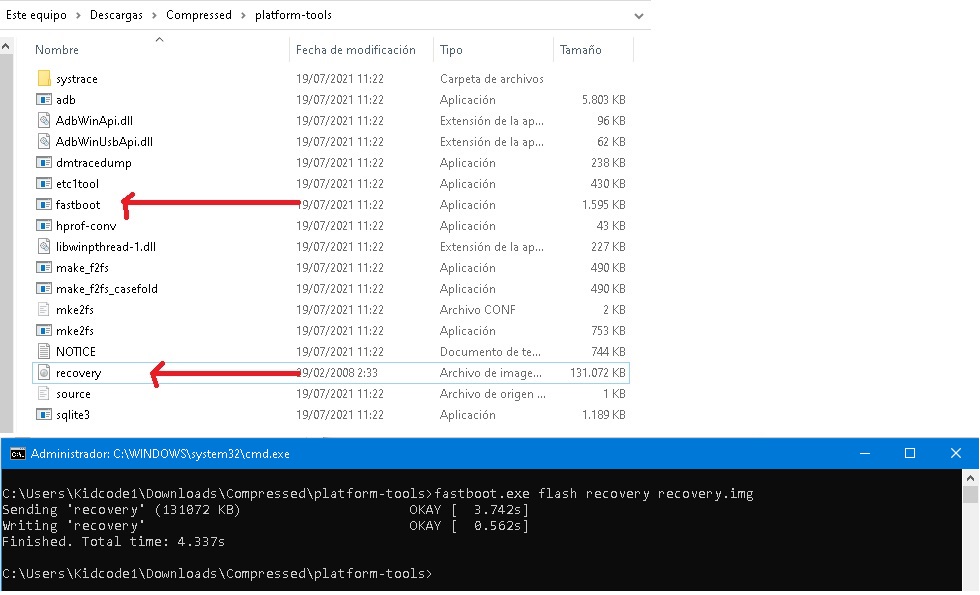 Este equipo > Descargas > Compressed > platform-tools
Nombre Fecha de modificación Tipo Tamaño
systrace 19/07/2021 11:22 Carpeta de archivos
adb 19/07/2021 11:22 Aplicación 5.803 KB
AdbWinApi.dll 19/07/2021 11:22 Extensión de la ap... 96 KB
AdbWinUsbApi.dll 19/07/2021 11:22 Extensión de la ap... 62 KB
dmtracedump 19/07/2021 11:22 Aplicación 238 KB
etc1tool 19/07/2021 11:22 Aplicación 430 KB
fastboot 19/07/2021 11:22 Aplicación 1.595 KB
hprof-conv 19/07/2021 11:22 Aplicación 43 KB
libwinpthread-1.dll 19/07/2021 11:22 Extensión de la ap... 227 KB
make_f2fs 19/07/2021 11:22 Aplicación 490 KB
make_f2fs_casefold 19/07/2021 11:22 Aplicación 490 KB
mke2fs 19/07/2021 11:22 Archivo CONF 2 KB
mke2fs 19/07/2021 11:22 Aplicación 753 KB
NOTICE 19/07/2021 11:22 Documento de te... 744 KB
recovery 29/02/2008 2:33 Archivo de image... 131.072 KB
source 19/07/2021 11:22 Archivo de origen ... 1 KB
sqlite3 19/07/2021 11:22 Aplicación 1.189 KB
Administrador: C:\WINDOWS\system32\cmd.exe
C:\Users\Kidcode1\Downloads\Compressed\platform-tools>fastboot.exe flash recovery recovery.img
Sending 'recovery' (131072 KB) OKAY [ 3.742s]
Writing 'recovery' OKAY [ 0.562s]
Finished. Total time: 4.337s
C:\Users\Kidcode1\Downloads\Compressed\platform-tools>